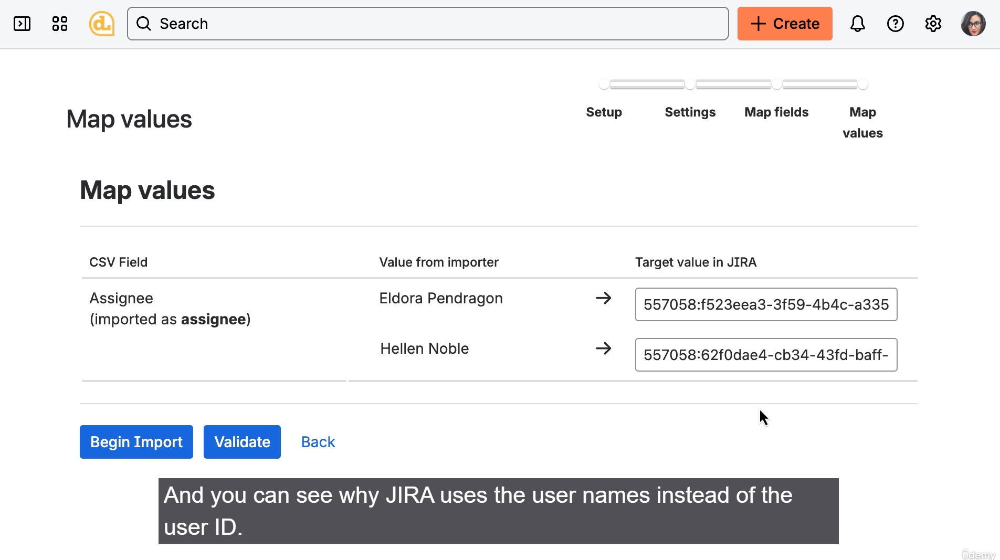 Search
Create
Setup
Settings
Map fields
Map
values
Map values
Map values
CSV Field
Value from importer
Target value in JIRA
Assignee
(imported as assignee)
Eldora Pendragon
557058:f523eea3-3f59-4b4c-a335
Hellen Noble
557058:62f0dae4-cb34-43fd-baff-
Begin Import
Validate
Back
And you can see why JIRA uses the user names instead of the
user ID.
ûdemy